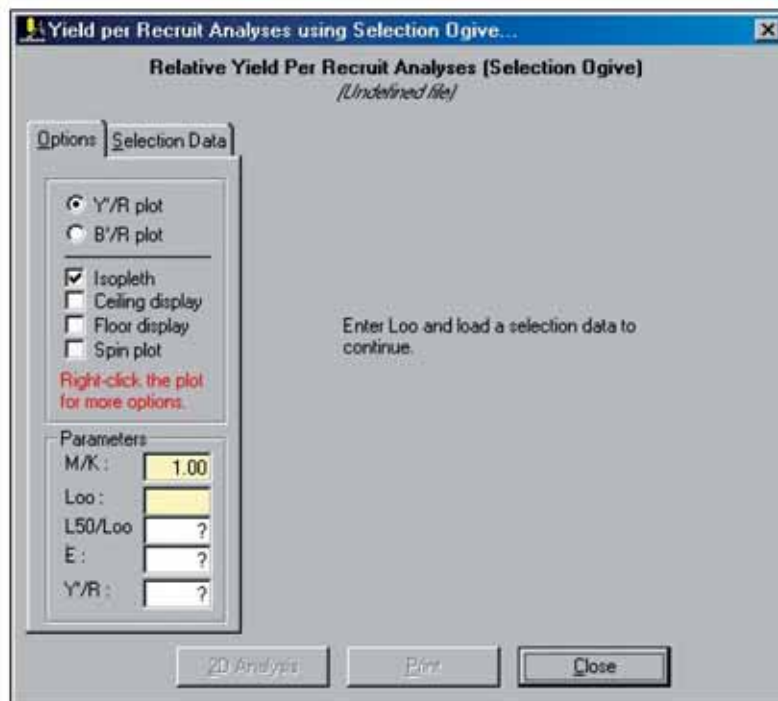 Yield per Recruit Analyses using Selection Ogive...
Relative Yield Per Recruit Analyses (Selection Ogive)
(Undefined file)
Options
Selection Data
Y'/R plot
B'/R plot
Isopleth
Ceiling display
Floor display
Spin plot
Right-click the plot
for more options.
Enter Loo and load a selection data to
continue.
Parameters
M/K : 1.00
Loo :
L50/Loo ?
E : ?
Y'/R : ?
2D Analysis
Print
Close